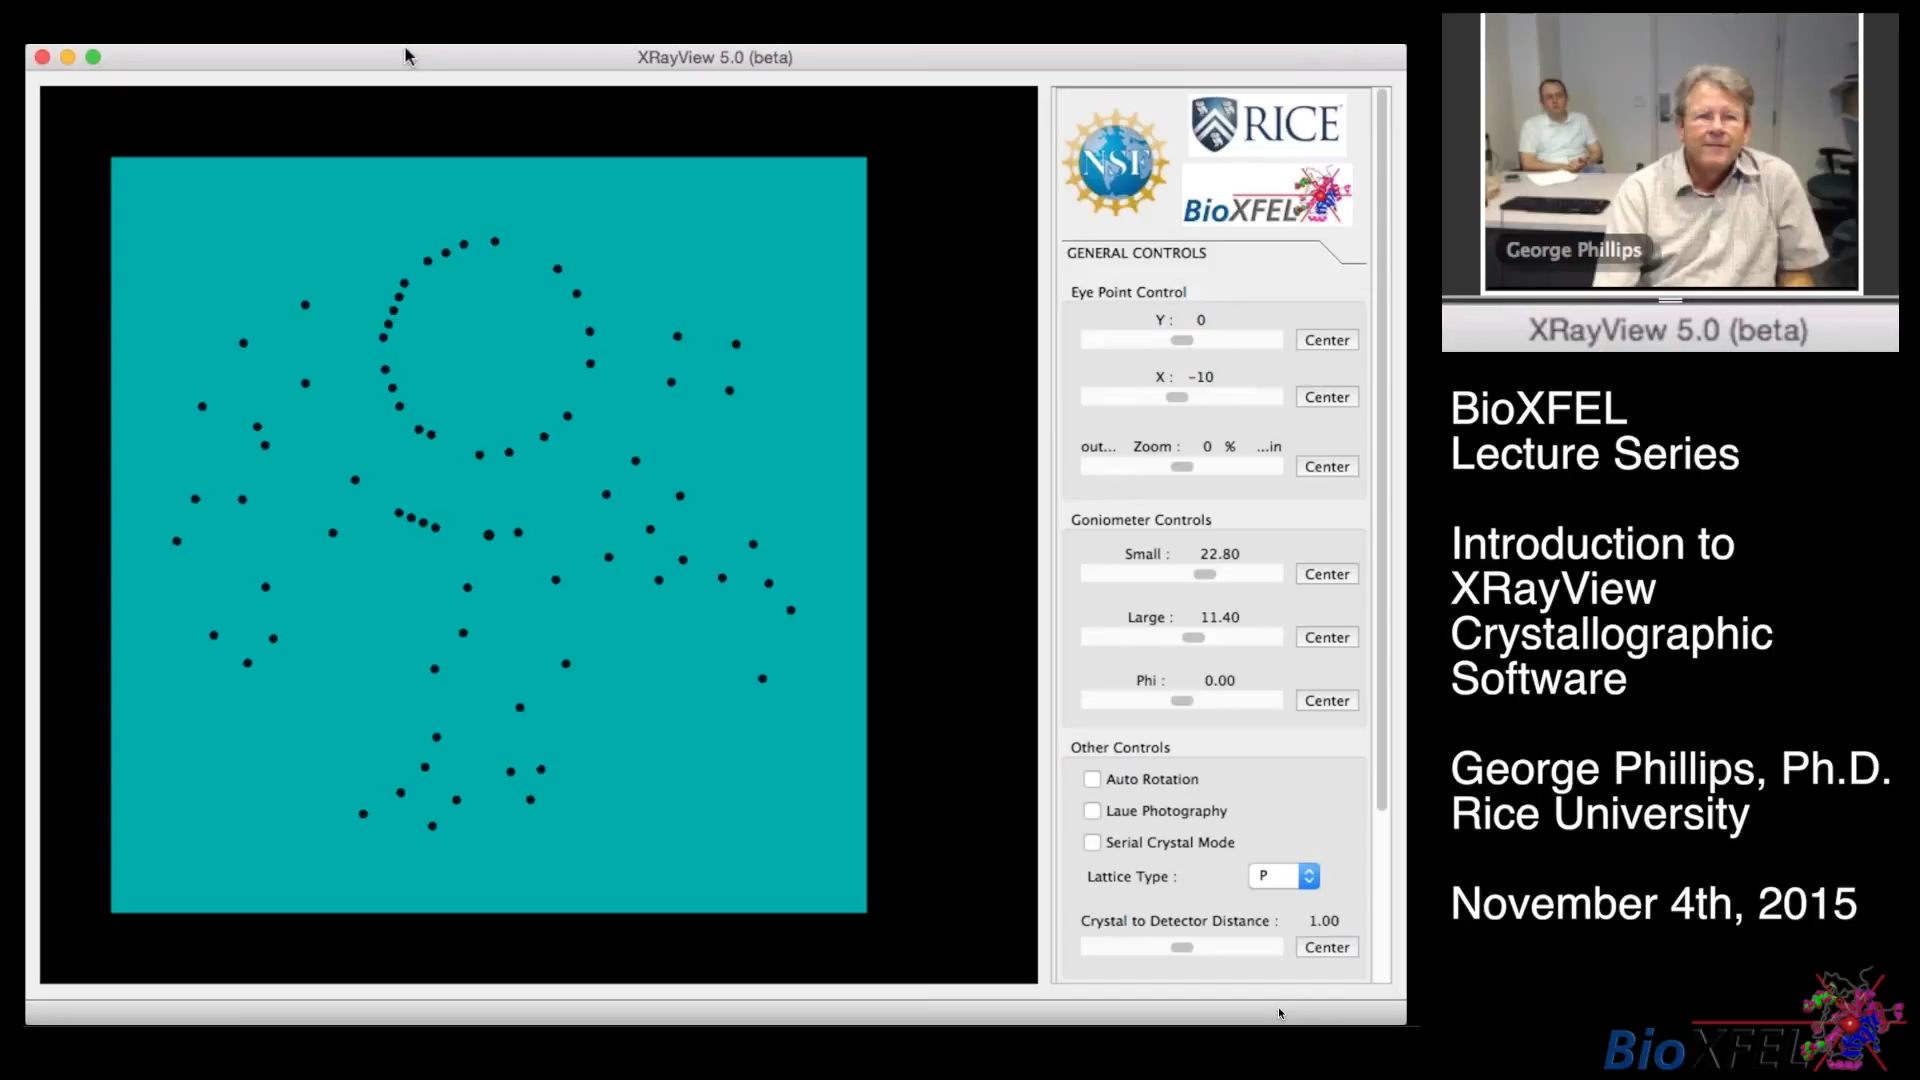 XRayView 5.0 (beta)
NSF
RICE
BioXFEL
GENERAL CONTROLS
Eye Point Control
Y : 0
Center
X : -10
Center
out... Zoom : 0 % ...in
Center
Goniometer Controls
Small : 22.80
Center
Large : 11.40
Center
Phi : 0.00
Center
Other Controls
Auto Rotation
Laue Photography
Serial Crystal Mode
Lattice Type : P
Crystal to Detector Distance : 1.00
Center
George Phillips
XRayView 5.0 (beta)
BioXFEL
Lecture Series
Introduction to
XRayView
Crystallographic
Software
George Phillips, Ph.D.
Rice University
November 4th, 2015
BioXFEL